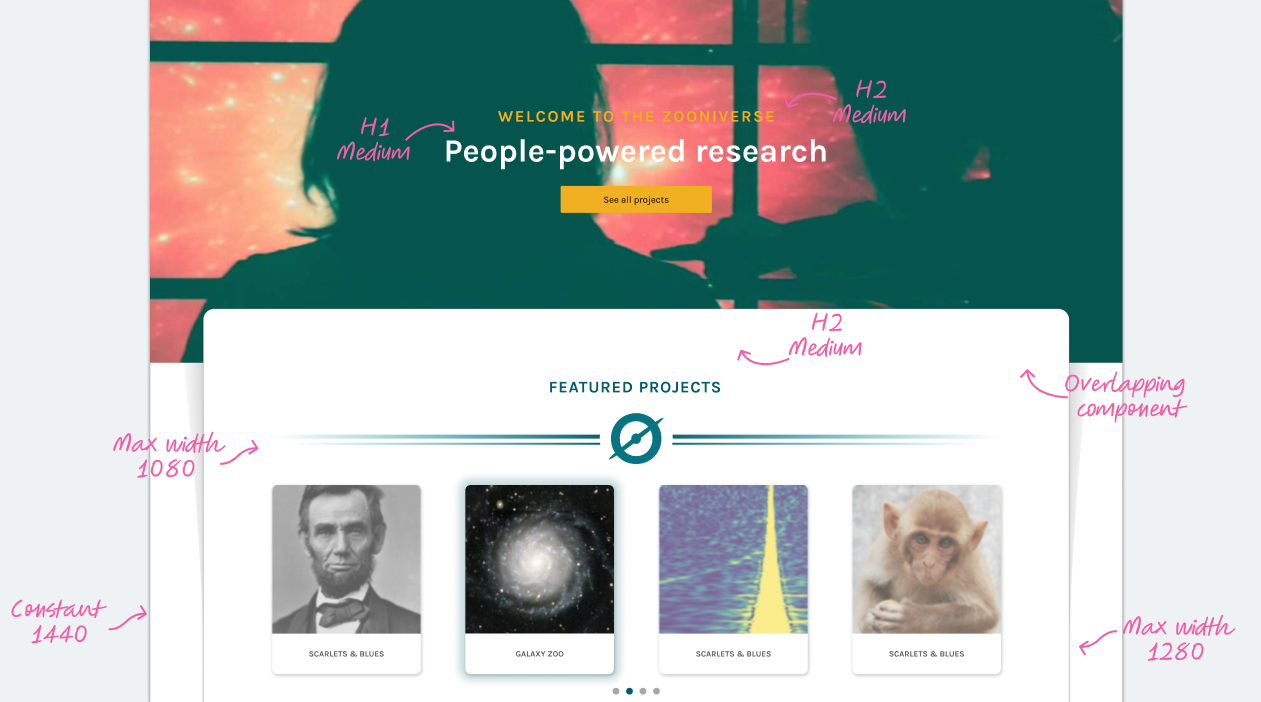 H2
Medium
WELCOME TO THE ZOONIVERSE
H1
Medium
People-powered research
See all projects
H2
Medium
Overlapping
component
FEATURED PROJECTS
Max width
1080
SCARLETS & BLUES
GALAXY ZOO
SCARLETS & BLUES
SCARLETS & BLUES
Constant
1440
Max width
1280